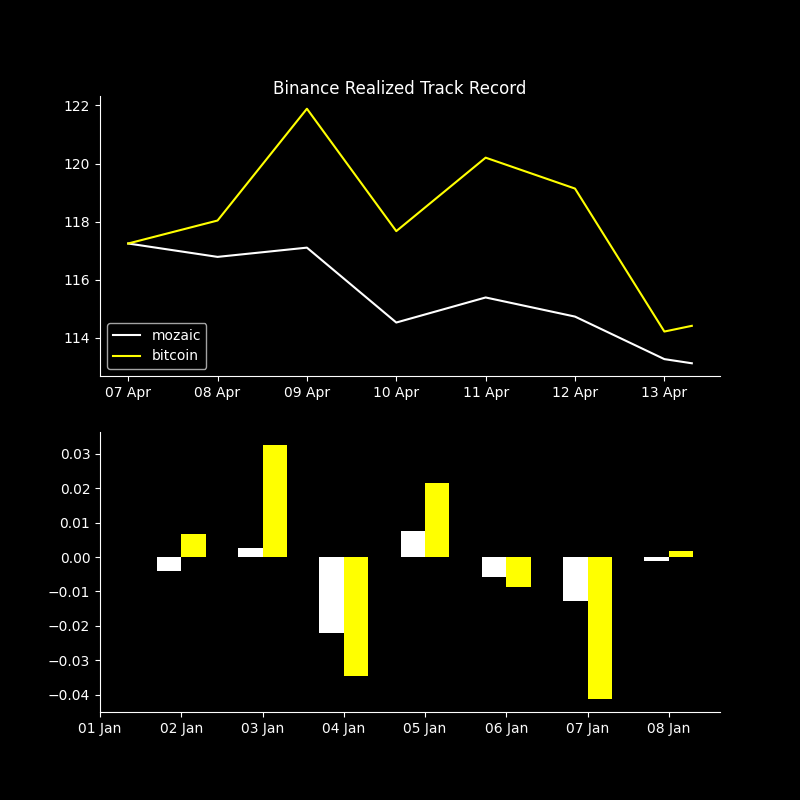 Binance Realized Track Record
122
120
118
116
114
mozaic
bitcoin
07 Apr 08 Apr 09 Apr 10 Apr 11 Apr 12 Apr 13 Apr
0.03
0.02
0.01
0.00
−0.01
−0.02
−0.03
−0.04
01 Jan 02 Jan 03 Jan 04 Jan 05 Jan 06 Jan 07 Jan 08 Jan